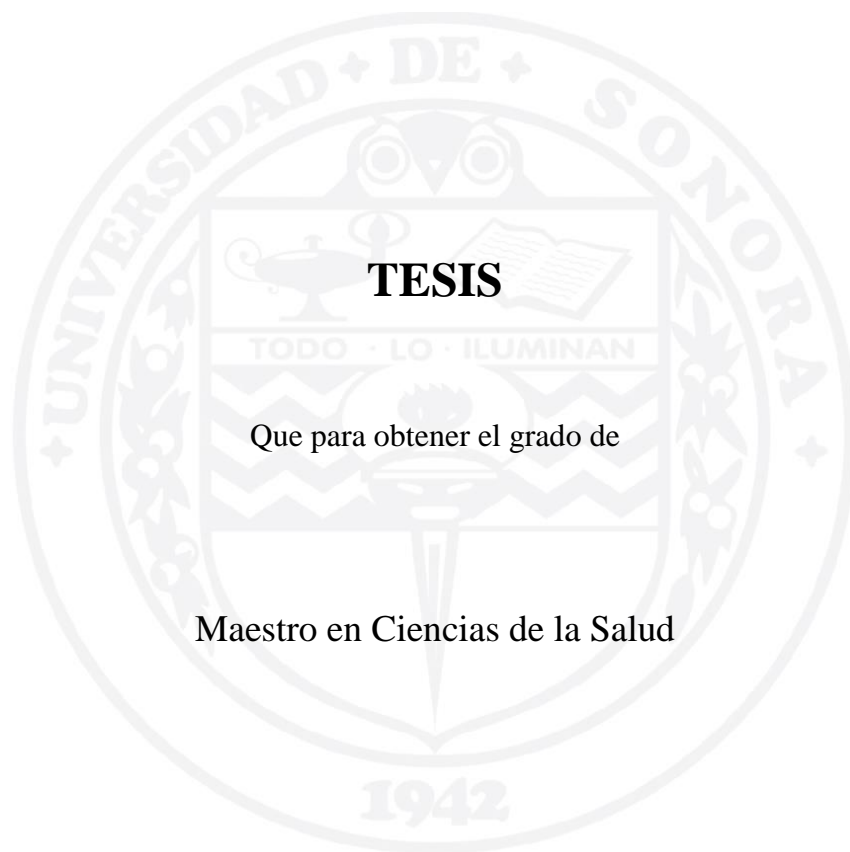 UNIVERSIDAD DE SONORA
TESIS
TODO · LO · ILUMINAN
Que para obtener el grado de
Maestro en Ciencias de la Salud
1942